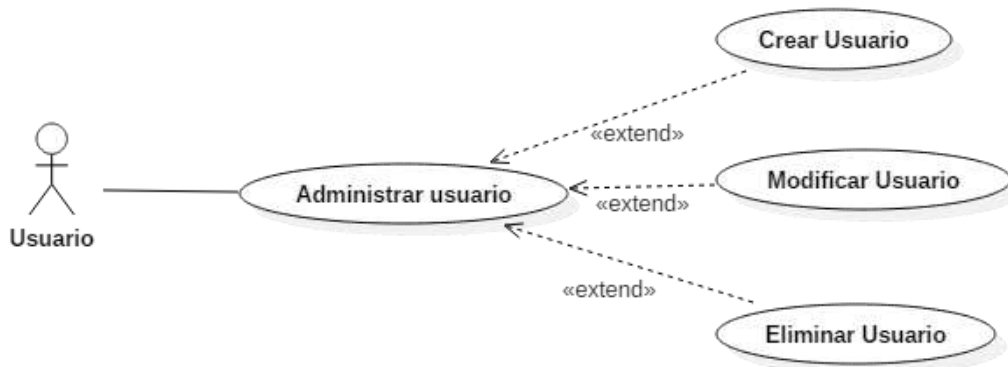 Crear Usuario
«extend»
Administrar usuario
Modificar Usuario
«extend»
Usuario
«extend»
Eliminar Usuario